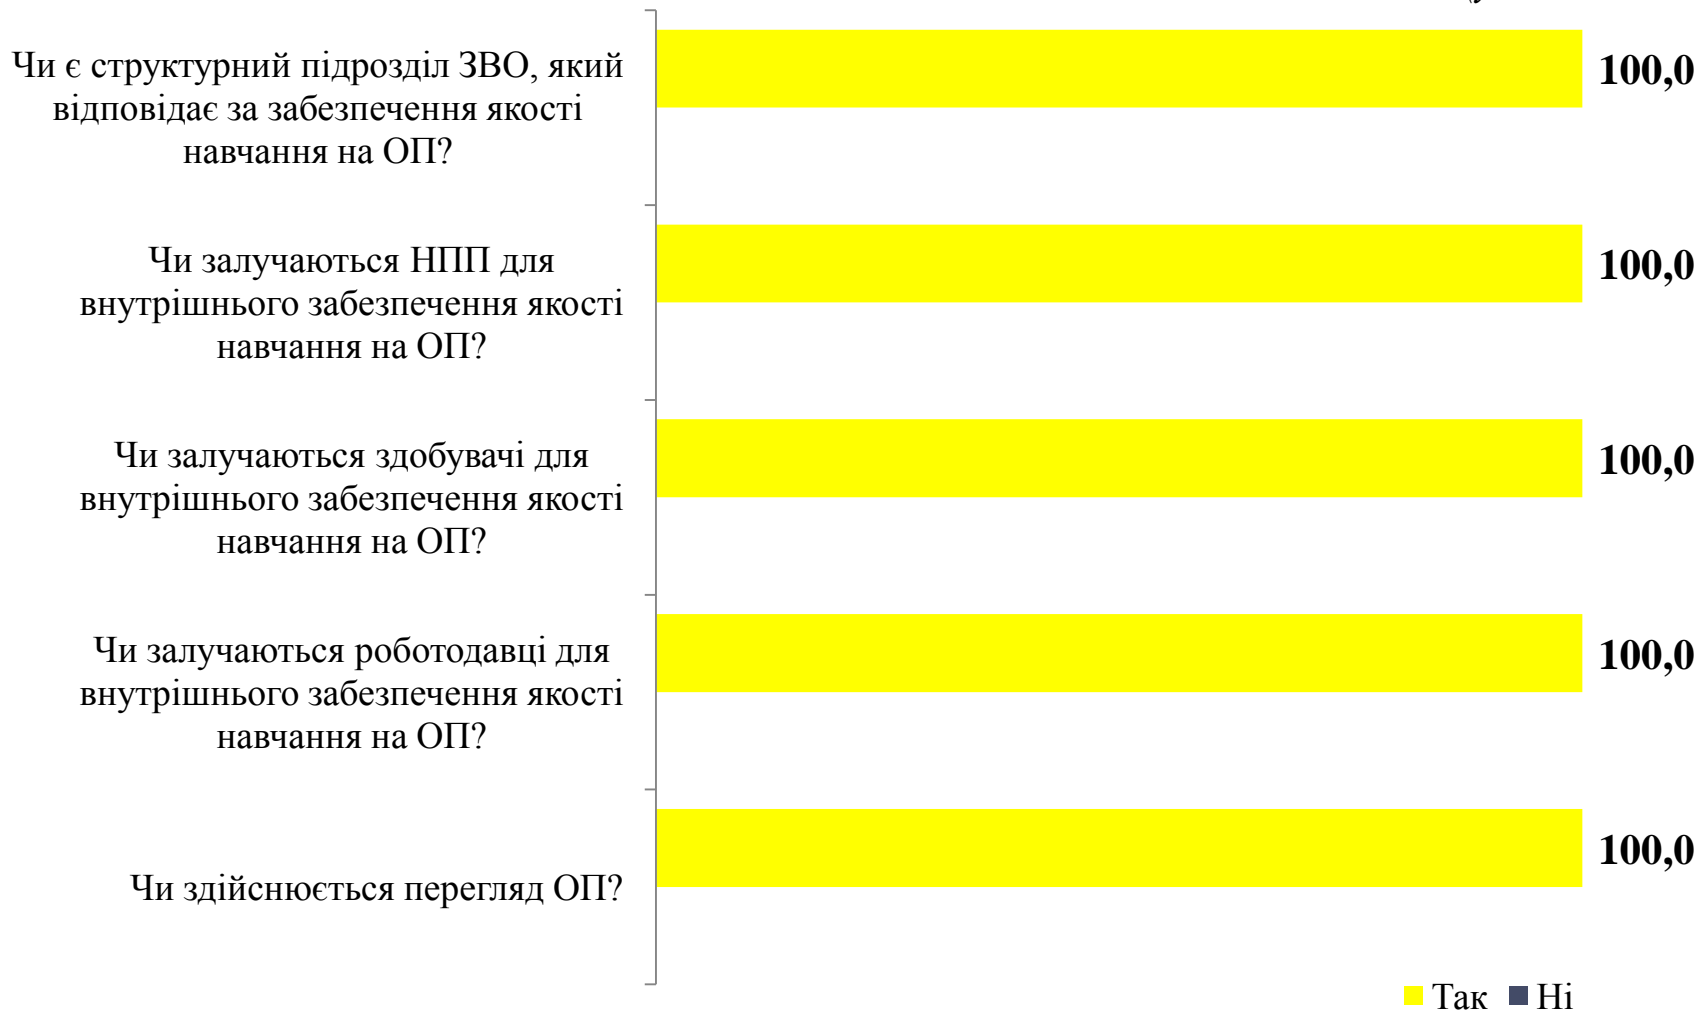 Чи є структурний підрозділ ЗВО, який
відповідає за забезпечення якості
навчання на ОП?
100,0
Чи залучаються НПП для
внутрішнього забезпечення якості
навчання на ОП?
100,0
Чи залучаються здобувачі для
внутрішнього забезпечення якості
навчання на ОП?
100,0
Чи залучаються роботодавці для
внутрішнього забезпечення якості
навчання на ОП?
100,0
Чи здійснюється перегляд ОП?
100,0
Так Ні